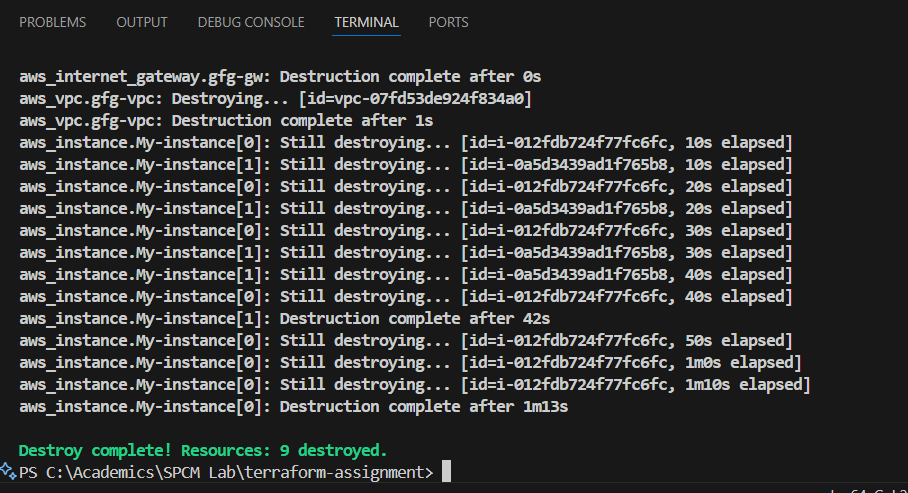 PROBLEMS OUTPUT DEBUG CONSOLE TERMINAL PORTS
aws_internet_gateway.gfg-gw: Destruction complete after 0s
aws_vpc.gfg-vpc: Destroying... [id=vpc-07fd53de924f834a0]
aws_vpc.gfg-vpc: Destruction complete after 1s
aws_instance.My-instance[0]: Still destroying... [id=i-012fdb724f77fc6fc, 10s elapsed]
aws_instance.My-instance[1]: Still destroying... [id=i-0a5d3439ad1f765b8, 10s elapsed]
aws_instance.My-instance[0]: Still destroying... [id=i-012fdb724f77fc6fc, 20s elapsed]
aws_instance.My-instance[1]: Still destroying... [id=i-0a5d3439ad1f765b8, 20s elapsed]
aws_instance.My-instance[0]: Still destroying... [id=i-012fdb724f77fc6fc, 30s elapsed]
aws_instance.My-instance[1]: Still destroying... [id=i-0a5d3439ad1f765b8, 30s elapsed]
aws_instance.My-instance[1]: Still destroying... [id=i-0a5d3439ad1f765b8, 40s elapsed]
aws_instance.My-instance[0]: Still destroying... [id=i-012fdb724f77fc6fc, 40s elapsed]
aws_instance.My-instance[1]: Destruction complete after 42s
aws_instance.My-instance[0]: Still destroying... [id=i-012fdb724f77fc6fc, 50s elapsed]
aws_instance.My-instance[0]: Still destroying... [id=i-012fdb724f77fc6fc, 1m0s elapsed]
aws_instance.My-instance[0]: Still destroying... [id=i-012fdb724f77fc6fc, 1m10s elapsed]
aws_instance.My-instance[0]: Destruction complete after 1m13s
Destroy complete! Resources: 9 destroyed.
PS C:\Academics\SPCM Lab\terraform-assignment>